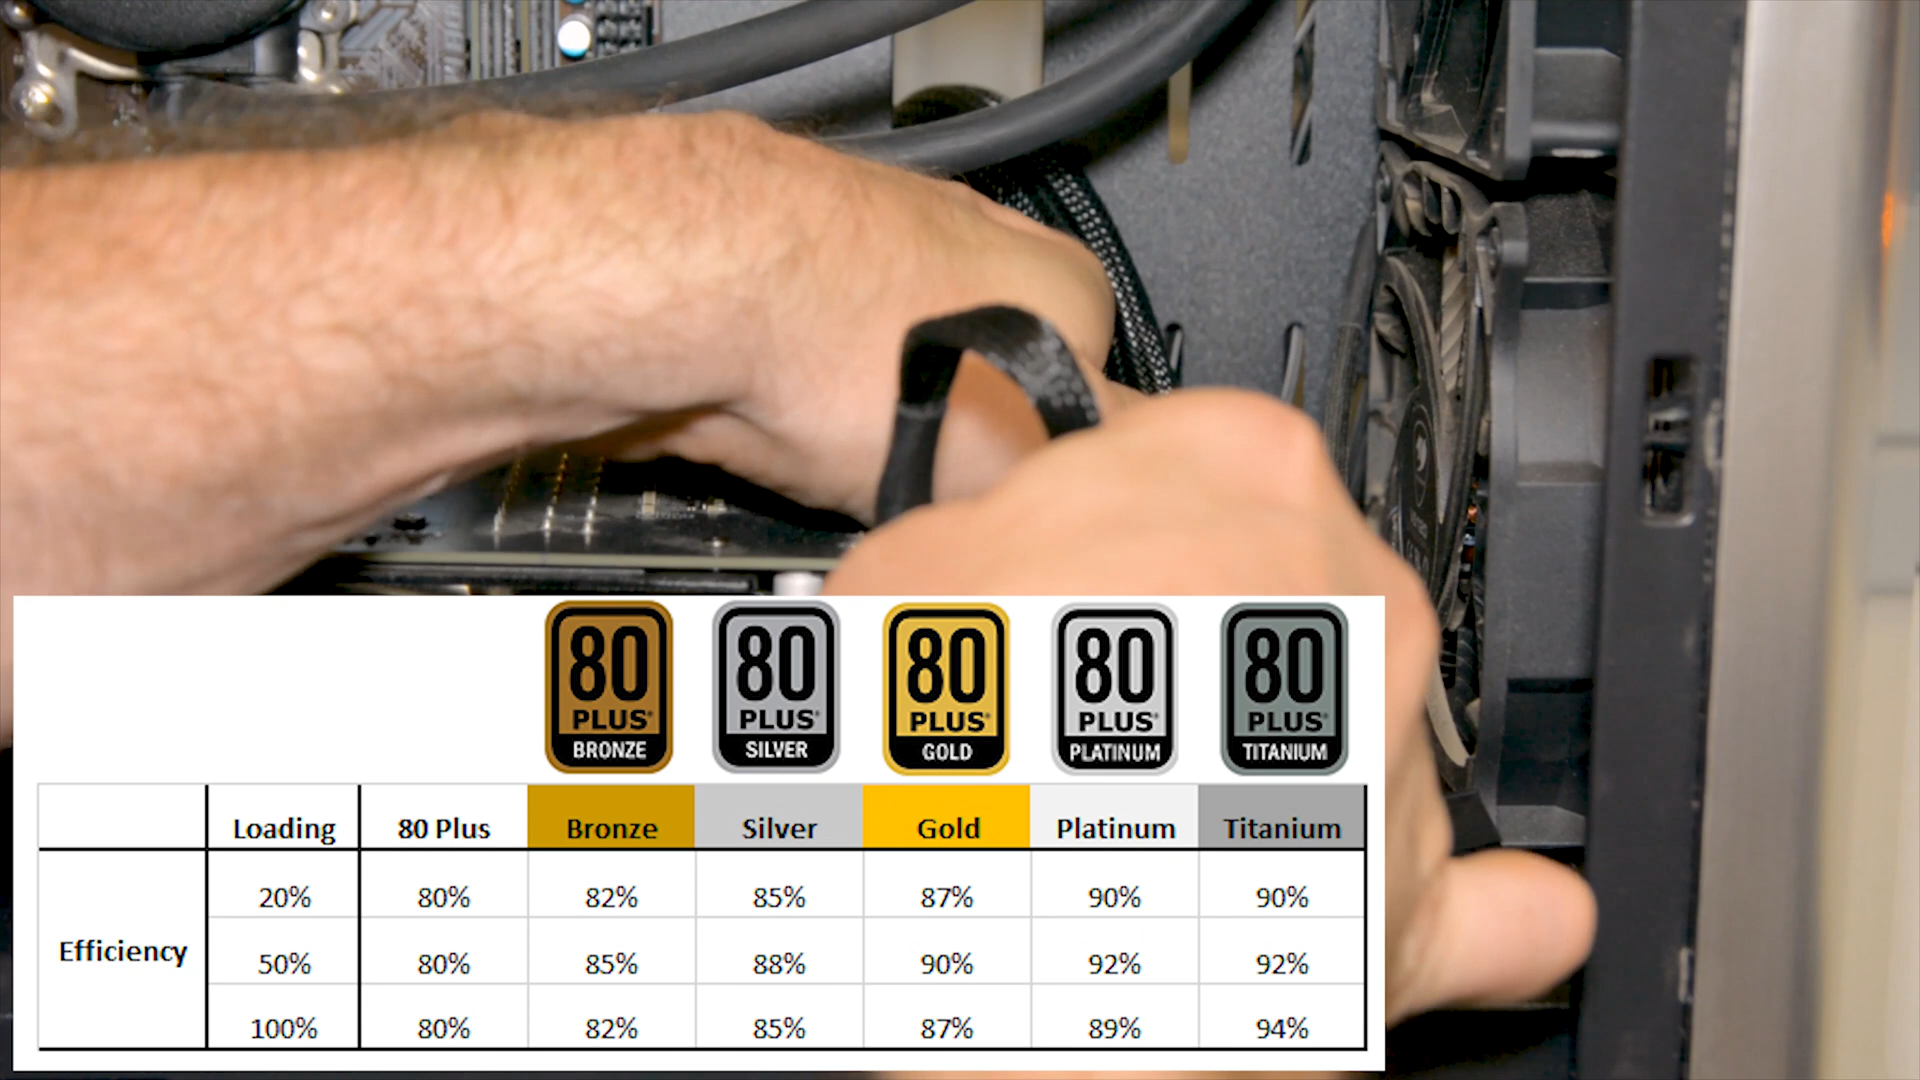 80 80 80 80 80
PLUS® PLUS® PLUS® PLUS® PLUS®
BRONZE SILVER GOLD PLATINUM TITANIUM
Loading 80 Plus Bronze Silver Gold Platinum Titanium
20% 80% 82% 85% 87% 90% 90%
Efficiency 50% 80% 85% 88% 90% 92% 92%
100% 80% 82% 85% 87% 89% 94%